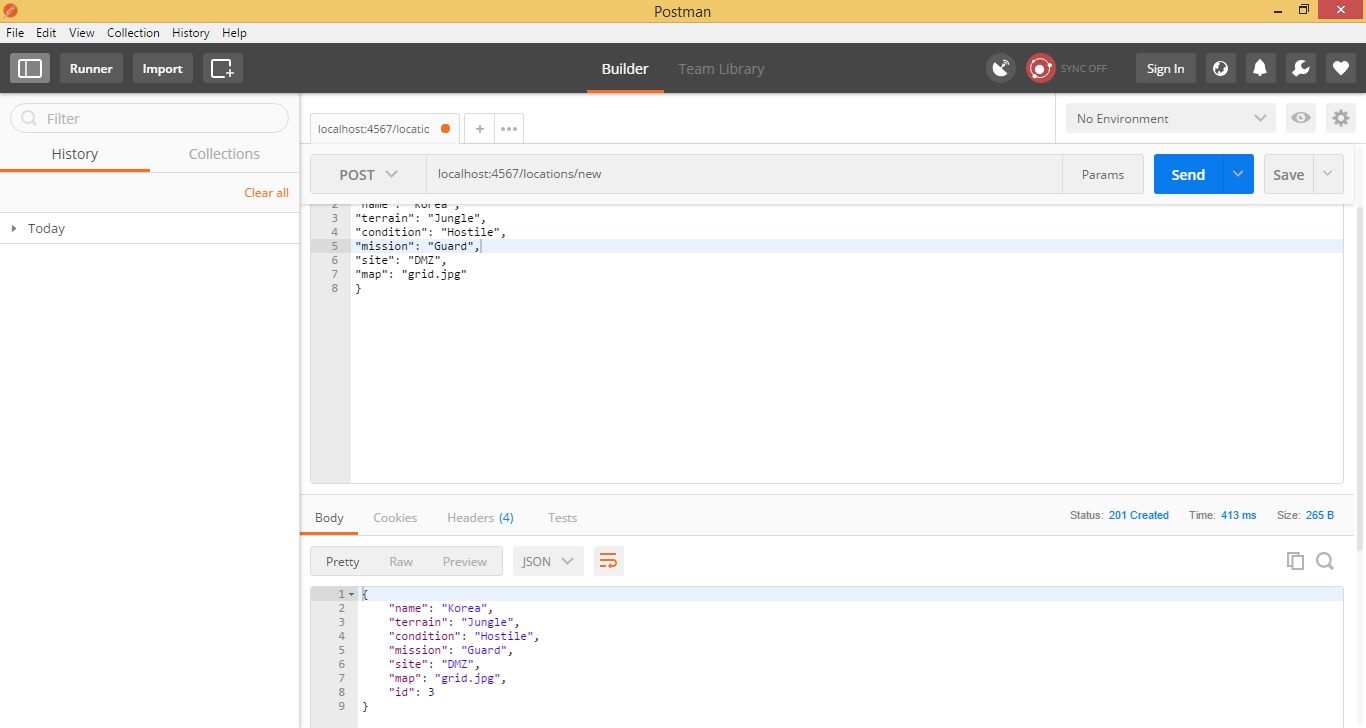 Postman
File Edit View Collection History Help
Runner Import Builder Team Library SYNC OFF Sign In
Filter
History Collections
Clear all
Today
localhost:4567/locatic + •••
No Environment
POST localhost:4567/locations/new Params Send Save
2 "name": "Korea",
3 "terrain": "Jungle",
4 "condition": "Hostile",
5 "mission": "Guard",
6 "site": "DMZ",
7 "map": "grid.jpg"
8 }
Body Cookies Headers (4) Tests Status: 201 Created Time: 413 ms Size: 265 B
Pretty Raw Preview JSON
1 {
2 "name": "Korea",
3 "terrain": "Jungle",
4 "condition": "Hostile",
5 "mission": "Guard",
6 "site": "DMZ",
7 "map": "grid.jpg",
8 "id": 3
9 }